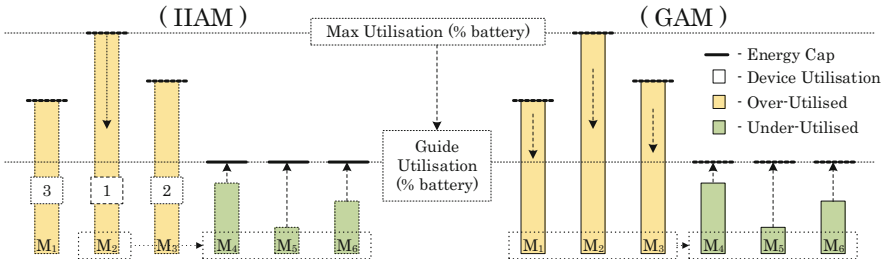 ( IIAM )
Max Utilisation (% battery)
( GAM )
- Energy Cap
- Device Utilisation
- Over-Utilised
- Under-Utilised
Guide
Utilisation
(% battery)
3
1
2
M₁
M₂
M₃
M₄
M₅
M₆
M₁
M₂
M₃
M₄
M₅
M₆